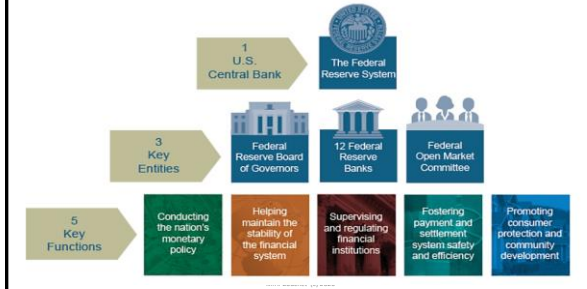 1
U.S.
Central Bank
The Federal
Reserve System
3
Key
Entities
Federal
Reserve Board
of Governors
12 Federal
Reserve
Banks
Federal
Open Market
Committee
5
Key
Functions
Conducting
the nation's
monetary
policy
Helping
maintain the
stability of
the financial
system
Supervising
and regulating
financial
institutions
Fostering
payment and
settlement
system safety
and efficiency
Promoting
consumer
protection and
community
development